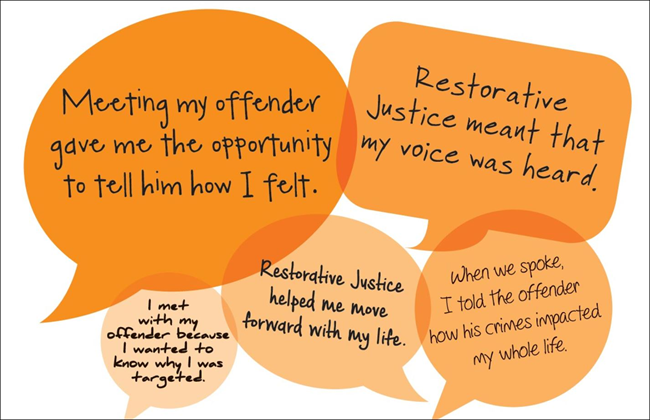 Meeting my offender
gave me the opportunity
to tell him how I felt.
Restorative
Justice meant that
my voice was heard.
I met
with my
offender because
I wanted to
know why I was
targeted.
Restorative Justice
helped me move
forward with my life.
When we spoke,
I told the offender
how his crimes impacted
my whole life.